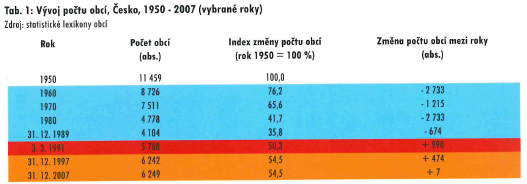 Tab. 1: Vývoj počtu obcí, Česko, 1950 - 2007 (vybrané roky)
Zdroj: statistické lexikony obcí
Rok Počet obcí Index změny počtu obcí Změna počtu obcí mezi roky
(abs.) (rok 1950 = 100 %) (abs.)
1950 11 459 100,0
1960 8 726 76,2 - 2 733
1970 7 511 65,6 - 1 215
1980 4 778 41,7 - 2 733
31. 12. 1989 4 104 35,8 - 674
3. 3. 1991 5 768 50,3 + 990
31. 12. 1997 6 242 54,5 + 474
31. 12. 2007 6 249 54,5 + 7